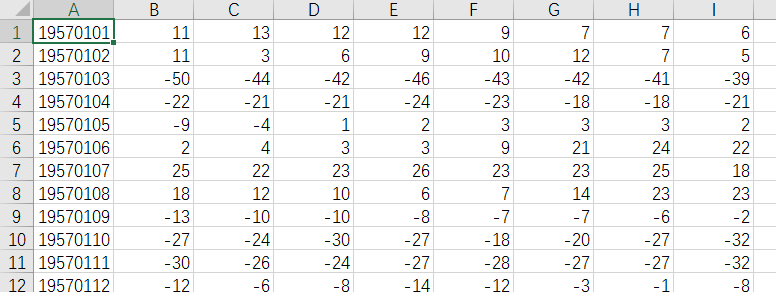 A B C D E F G H I
1 19570101 11 13 12 12 9 7 7 6
2 19570102 11 3 6 9 10 12 7 5
3 19570103 -50 -44 -42 -46 -43 -42 -41 -39
4 19570104 -22 -21 -21 -24 -23 -18 -18 -21
5 19570105 -9 -4 1 2 3 3 3 2
6 19570106 2 4 3 3 9 21 24 22
7 19570107 25 22 23 26 23 23 25 18
8 19570108 18 12 10 6 7 14 23 23
9 19570109 -13 -10 -10 -8 -7 -7 -6 -2
10 19570110 -27 -24 -30 -27 -18 -20 -27 -32
11 19570111 -30 -26 -24 -27 -28 -27 -27 -32
12 19570112 -12 -6 -8 -14 -12 -3 -1 -8